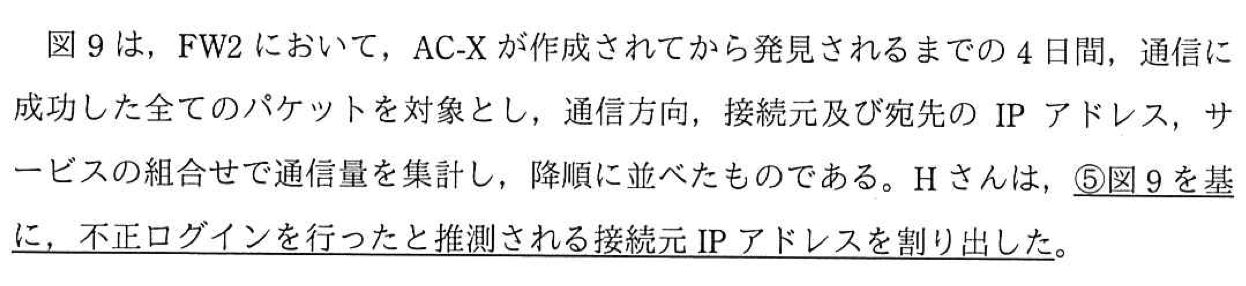 図 9 は，FW2 において，AC-X が作成されてから発見されるまでの 4 日間，通信に
成功した全てのパケットを対象とし，通信方向，接続元及び宛先の IP アドレス，サ
ービスの組合せで通信量を集計し，降順に並べたものである。H さんは，⑤図 9 を基
に，不正ログインを行ったと推測される接続元 IP アドレスを割り出した。